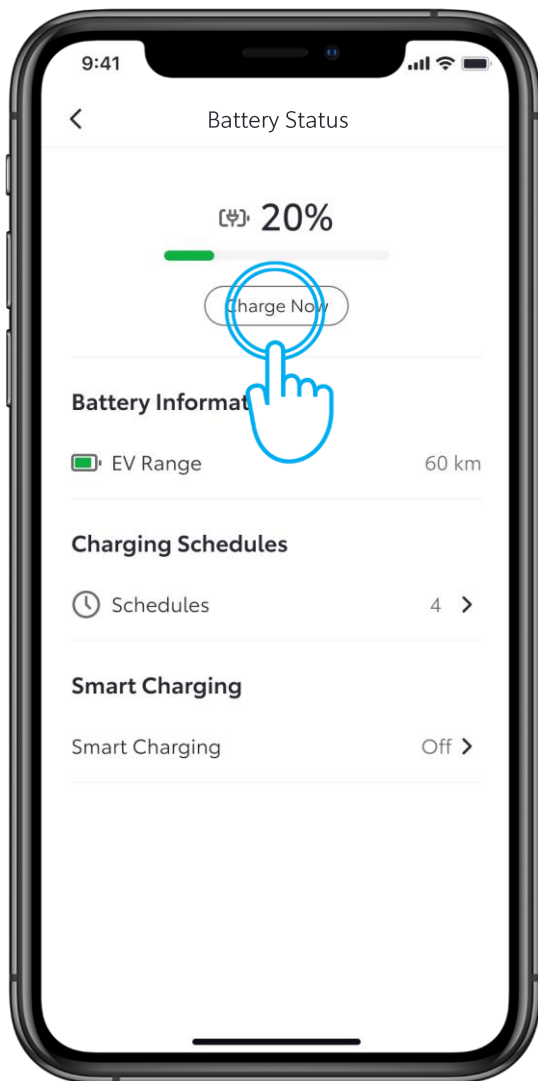 9:41
Battery Status
20%
Charge Now
Battery Informat
EV Range
60 km
Charging Schedules
Schedules
4
Smart Charging
Smart Charging
Off